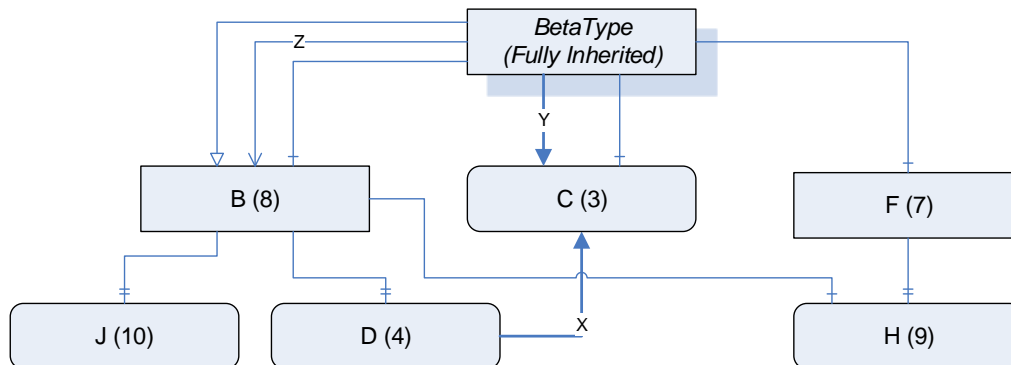 BetaType
(Fully Inherited)
Z
Y
B (8)
C (3)
F (7)
J (10)
D (4)
X
H (9)